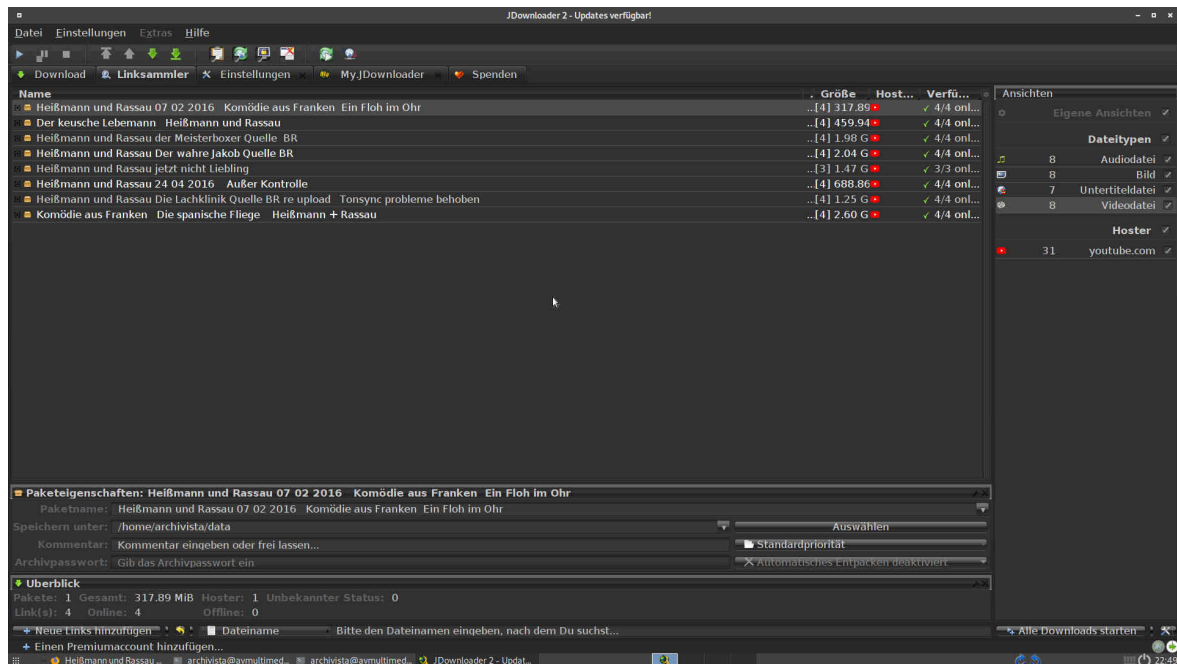 JDownloader 2 - Updates verfügbar!
Datei Einstellungen Extras Hilfe
Download Linksammler Einstellungen My.JDownloader Spenden
Name . Größe Host... Verfü...
Heißmann und Rassau 07 02 2016 Komödie aus Franken Ein Floh im Ohr ..[4] 317.89 4/4 onl...
Der keusche Lebemann Heißmann und Rassau ..[4] 459.94 4/4 onl...
Heißmann und Rassau der Meisterboxer Quelle BR ..[4] 1.98 G 4/4 onl...
Heißmann und Rassau Der wahre Jakob Quelle BR ..[4] 2.04 G 4/4 onl...
Heißmann und Rassau jetzt nicht Liebling ..[3] 1.47 G 3/3 onl...
Heißmann und Rassau 24 04 2016 Außer Kontrolle ..[4] 688.86 4/4 onl...
Heißmann und Rassau Die Lachklinik Quelle BR re upload Tonsync probleme behoben ..[4] 1.25 G 4/4 onl...
Komödie aus Franken Die spanische Fliege Heißmann + Rassau ..[4] 2.60 G 4/4 onl...
Ansichten
Eigene Ansichten
Dateitypen
8 Audiodatei
8 Bild
7 Untertiteldatei
8 Videodatei
Hoster
31 youtube.com
Paketeigenschaften: Heißmann und Rassau 07 02 2016 Komödie aus Franken Ein Floh im Ohr
Paketname: Heißmann und Rassau 07 02 2016 Komödie aus Franken Ein Floh im Ohr
Speichern unter: /home/archivista/data Auswählen
Kommentar: Kommentar eingeben oder frei lassen... Standardpriorität
Archivpasswort: Gib das Archivpasswort ein Automatisches Entpacken deaktiviert
Überblick
Pakete: 1 Gesamt: 317.89 MiB Hoster: 1 Unbekannter Status: 0
Link(s): 4 Online: 4 Offline: 0
Neue Links hinzufügen Dateiname Bitte den Dateinamen eingeben, nach dem Du suchst... Alle Downloads starten
Einen Premiumaccount hinzufügen...
Heißmann und Rassau ... archivista@avmultimed... archivista@avmultimed... JDownloader 2 - Updat... 22:49